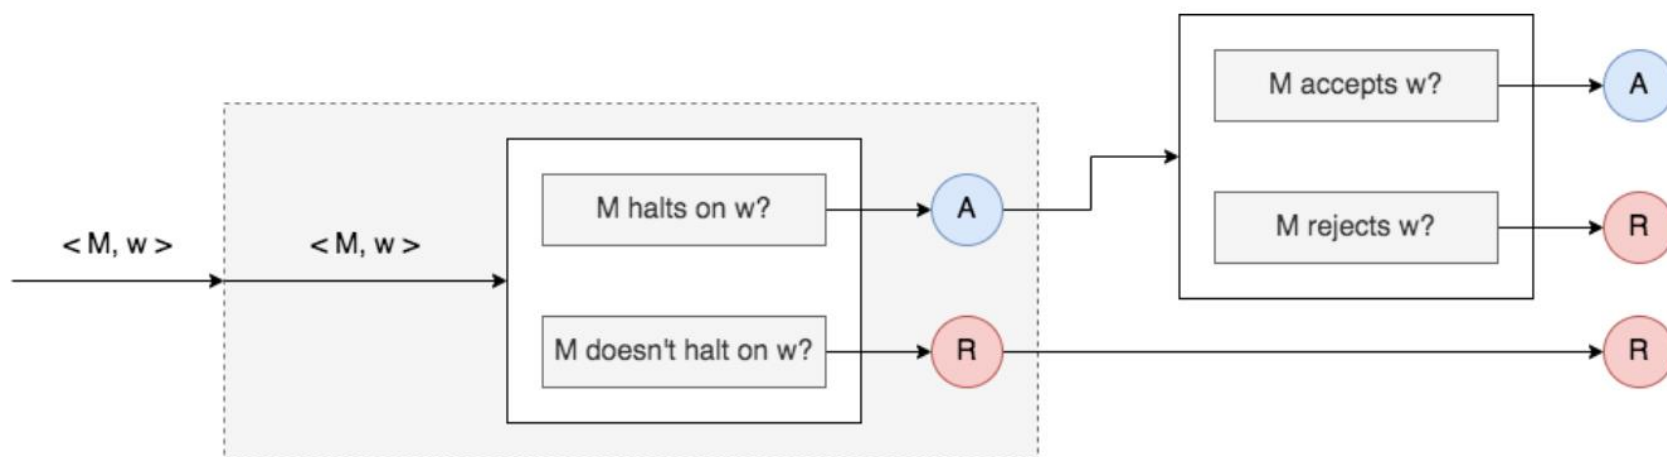 M accepts w?
A
< M, w >
< M, w >
M halts on w?
A
M rejects w?
R
M doesn't halt on w?
R
R